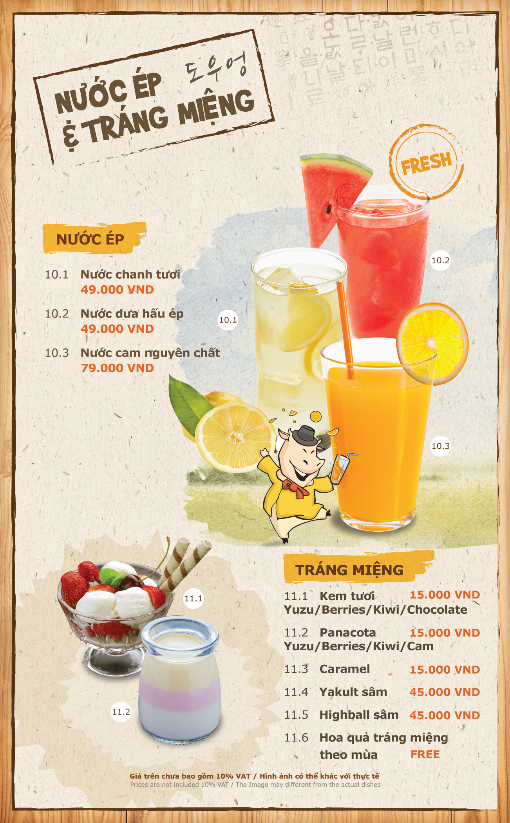 NƯỚC ÉP
& TRÁNG MIỆNG
도우엉
FRESH
NƯỚC ÉP
10.1 Nước chanh tươi
49.000 VND
10.2 Nước dưa hấu ép
49.000 VND
10.3 Nước cam nguyên chất
79.000 VND
10.2
10.1
10.3
TRÁNG MIỆNG
11.1 Kem tươi 15.000 VND
Yuzu/Berries/Kiwi/Chocolate
11.2 Panacota 15.000 VND
Yuzu/Berries/Kiwi/Cam
11.3 Caramel 15.000 VND
11.4 Yakult sâm 45.000 VND
11.5 Highball sâm 45.000 VND
11.6 Hoa quả tráng miệng
theo mùa FREE
11.1
11.2
Giá trên chưa bao gồm 10% VAT / Hình ảnh có thể khác với thực tế
Prices are not included 10% VAT / The Image may different from the actual dishes